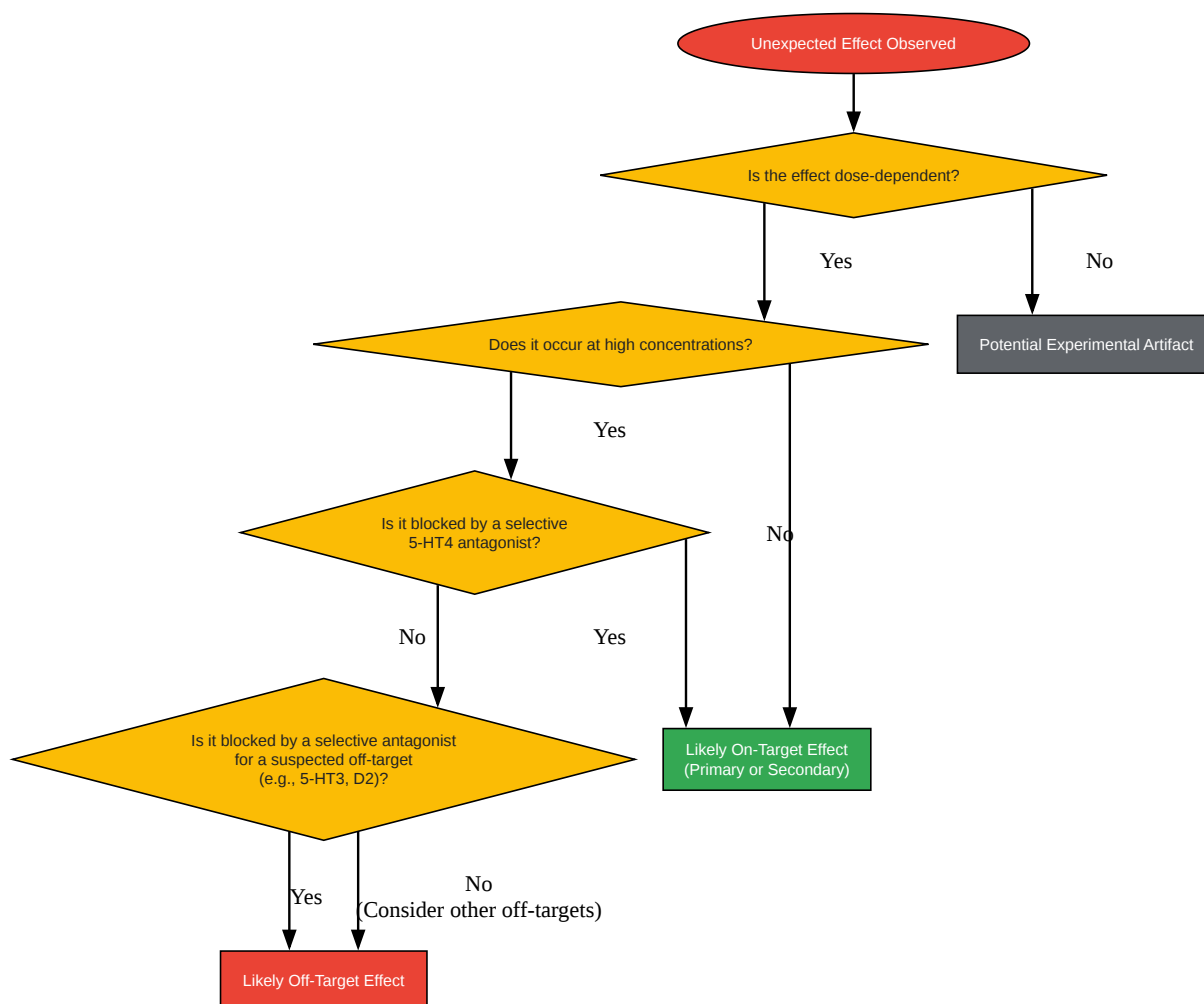 Unexpected Effect Observed
Is the effect dose-dependent?
Yes
No
Does it occur at high concentrations?
Potential Experimental Artifact
Yes
Is it blocked by a selective
5-HT4 antagonist?
No
No
Yes
Is it blocked by a selective antagonist
for a suspected off-target
(e.g., 5-HT3, D2)?
Likely On-Target Effect
(Primary or Secondary)
Yes
No
(Consider other off-targets)
Likely Off-Target Effect